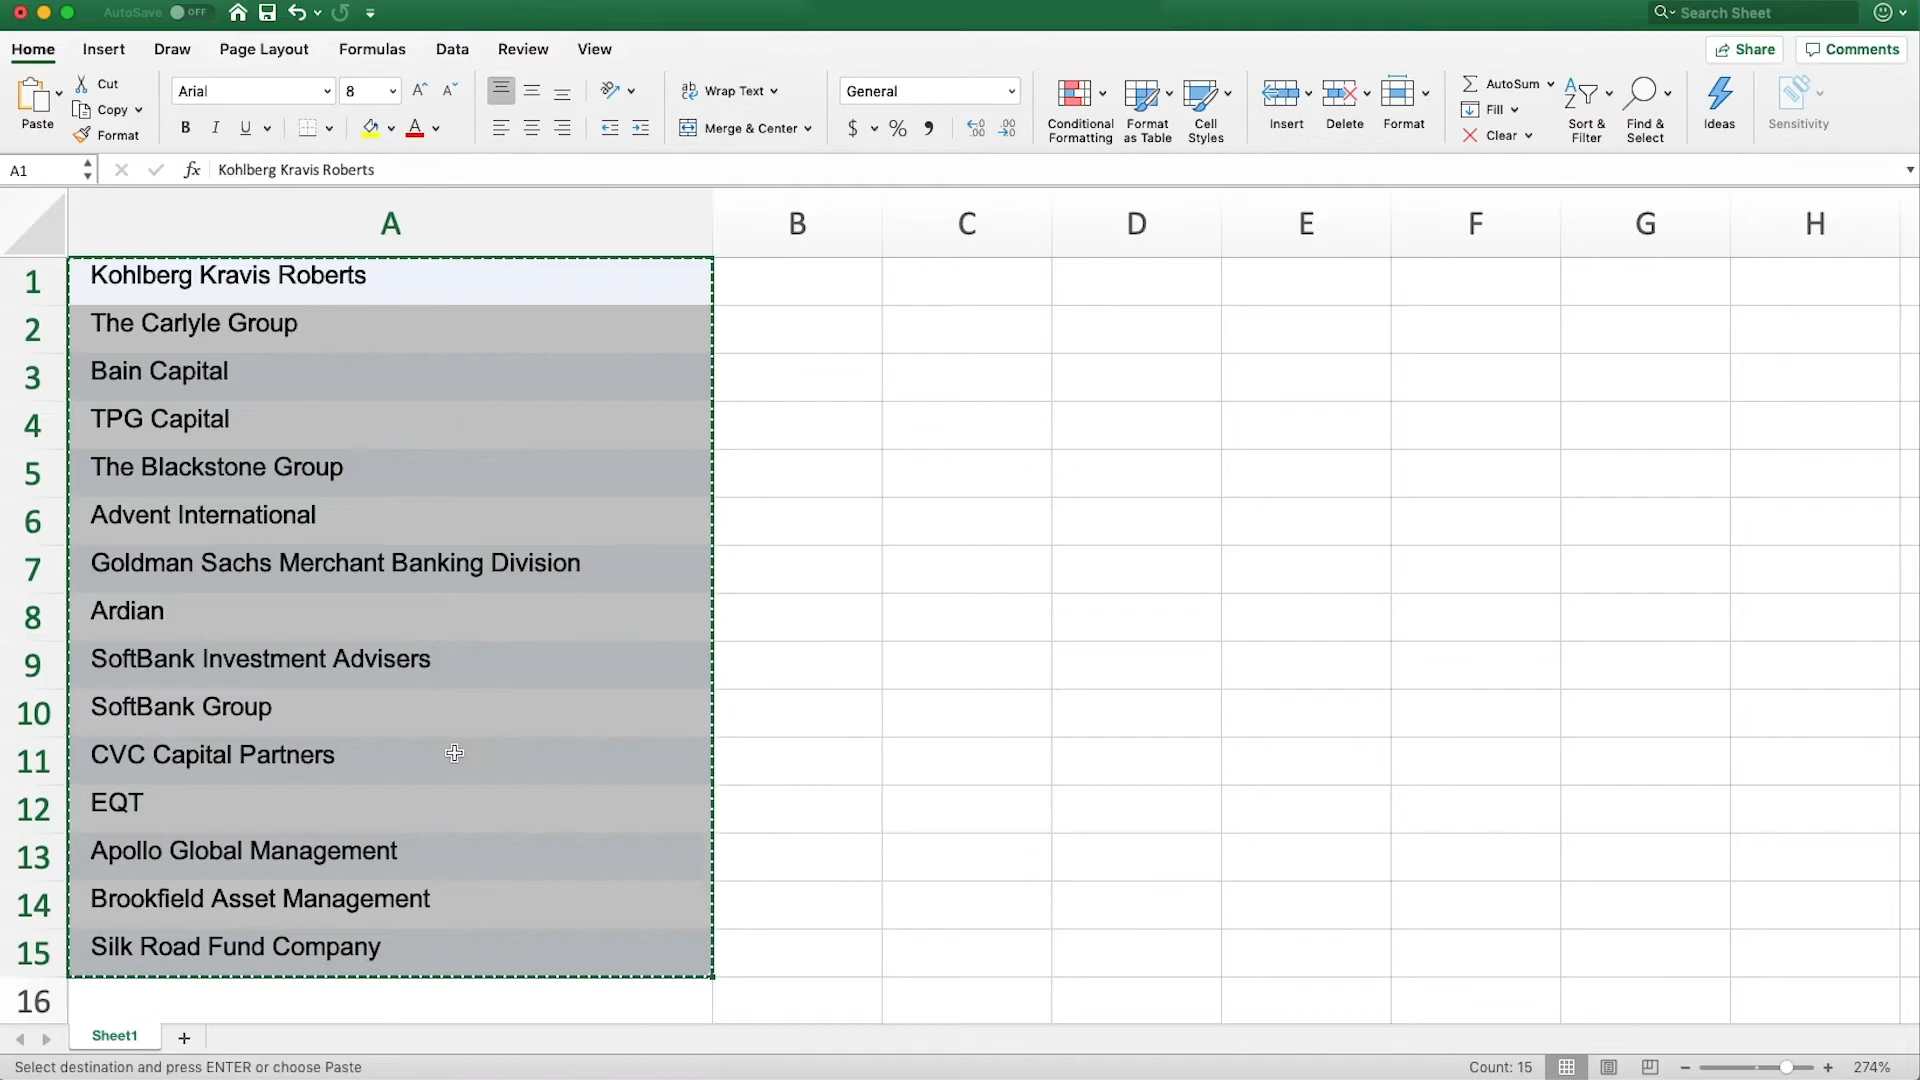 AutoSave OFF
Search Sheet
Home Insert Draw Page Layout Formulas Data Review View
Share Comments
Paste
Cut
Copy
Format
Arial 8
B I U A
ab Wrap Text
Merge & Center
General
$ % ,
Conditional Formatting
Format as Table
Cell Styles
Insert
Delete
Format
AutoSum
Fill
Clear
Sort & Filter
Find & Select
Ideas
Sensitivity
A1 fx Kohlberg Kravis Roberts
A B C D E F G H
1 Kohlberg Kravis Roberts
2 The Carlyle Group
3 Bain Capital
4 TPG Capital
5 The Blackstone Group
6 Advent International
7 Goldman Sachs Merchant Banking Division
8 Ardian
9 SoftBank Investment Advisers
10 SoftBank Group
11 CVC Capital Partners
12 EQT
13 Apollo Global Management
14 Brookfield Asset Management
15 Silk Road Fund Company
16
Sheet1 +
Select destination and press ENTER or choose Paste
Count: 15
274%